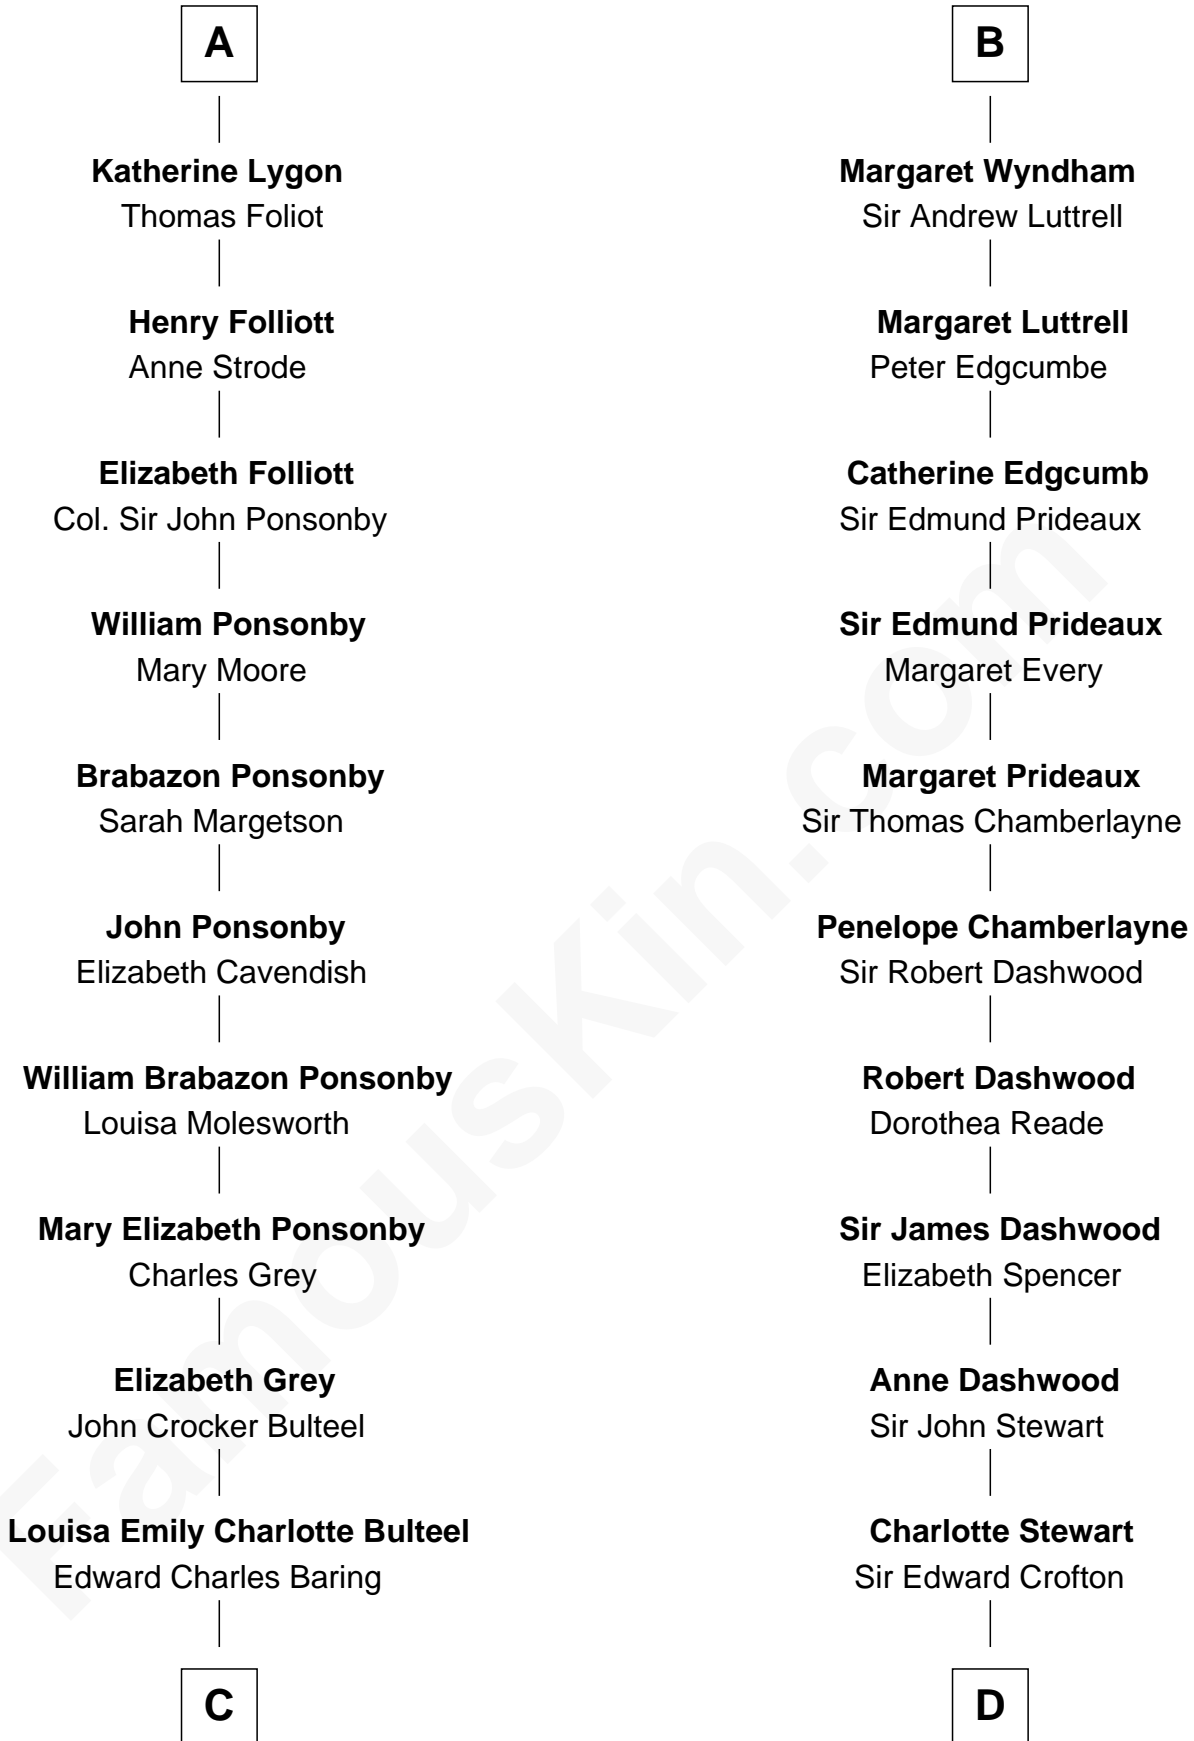 A
Katherine Lygon
Thomas Foliot
Henry Folliott
Anne Strode
Elizabeth Folliott
Col. Sir John Ponsonby
William Ponsonby
Mary Moore
Brabazon Ponsonby
Sarah Margetson
John Ponsonby
Elizabeth Cavendish
William Brabazon Ponsonby
Louisa Molesworth
Mary Elizabeth Ponsonby
Charles Grey
Elizabeth Grey
John Crocker Bulteel
Louisa Emily Charlotte Bulteel
Edward Charles Baring
C
B
Margaret Wyndham
Sir Andrew Luttrell
Margaret Luttrell
Peter Edgcumbe
Catherine Edgcumb
Sir Edmund Prideaux
Sir Edmund Prideaux
Margaret Every
Margaret Prideaux
Sir Thomas Chamberlayne
Penelope Chamberlayne
Sir Robert Dashwood
Robert Dashwood
Dorothea Reade
Sir James Dashwood
Elizabeth Spencer
Anne Dashwood
Sir John Stewart
Charlotte Stewart
Sir Edward Crofton
D
FamousKin.com